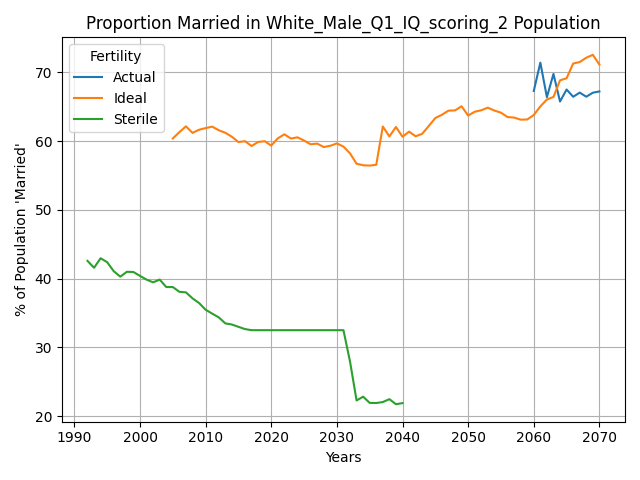 Proportion Married in White_Male_Q1_IQ_scoring_2 Population
Fertility
Actual
Ideal
Sterile
% of Population 'Married'
70
60
50
40
30
20
1990
2000
2010
2020
2030
2040
2050
2060
2070
Years